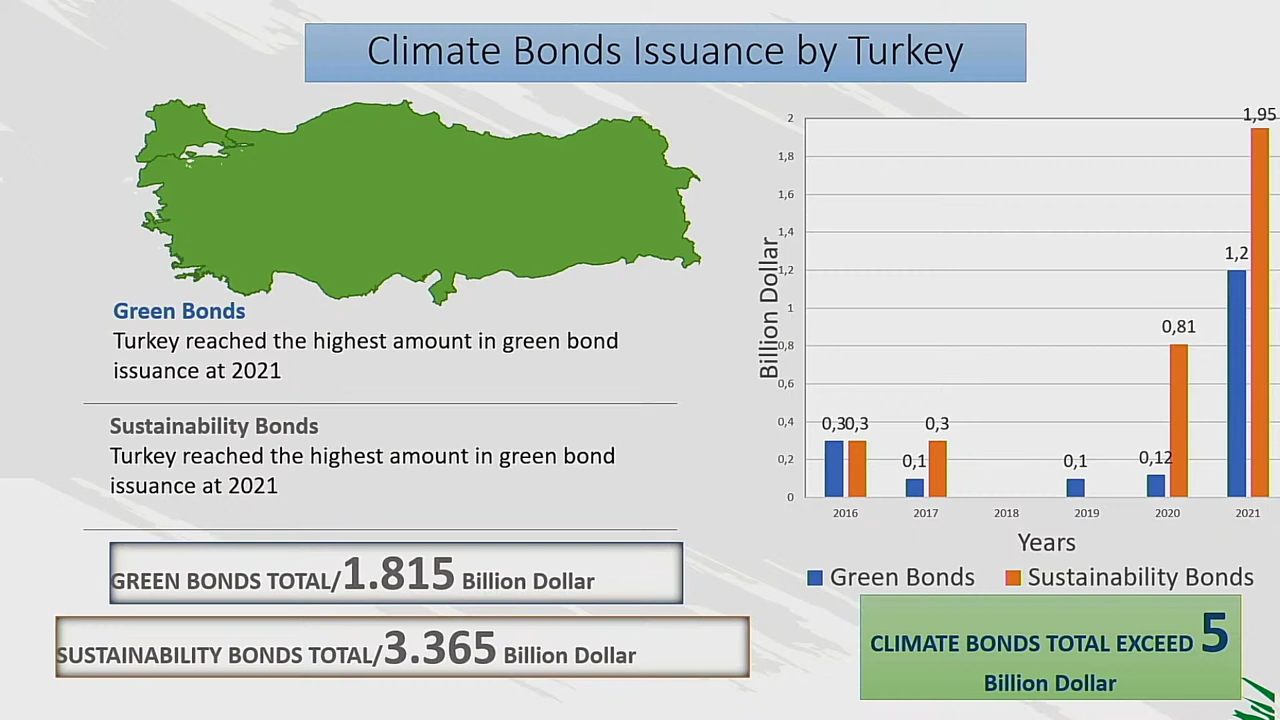 Climate Bonds Issuance by Turkey
Green Bonds
Turkey reached the highest amount in green bond
issuance at 2021
Sustainability Bonds
Turkey reached the highest amount in green bond
issuance at 2021
GREEN BONDS TOTAL/1.815 Billion Dollar
SUSTAINABILITY BONDS TOTAL/3.365 Billion Dollar
Billion Dollar
2
1,8
1,6
1,4
1,2
1
0,8
0,6
0,4
0,2
0
0,3
0,3
0,1
0,3
0,1
0,12
0,81
1,2
1,95
2016
2017
2018
2019
2020
2021
Years
Green Bonds
Sustainability Bonds
CLIMATE BONDS TOTAL EXCEED 5
Billion Dollar